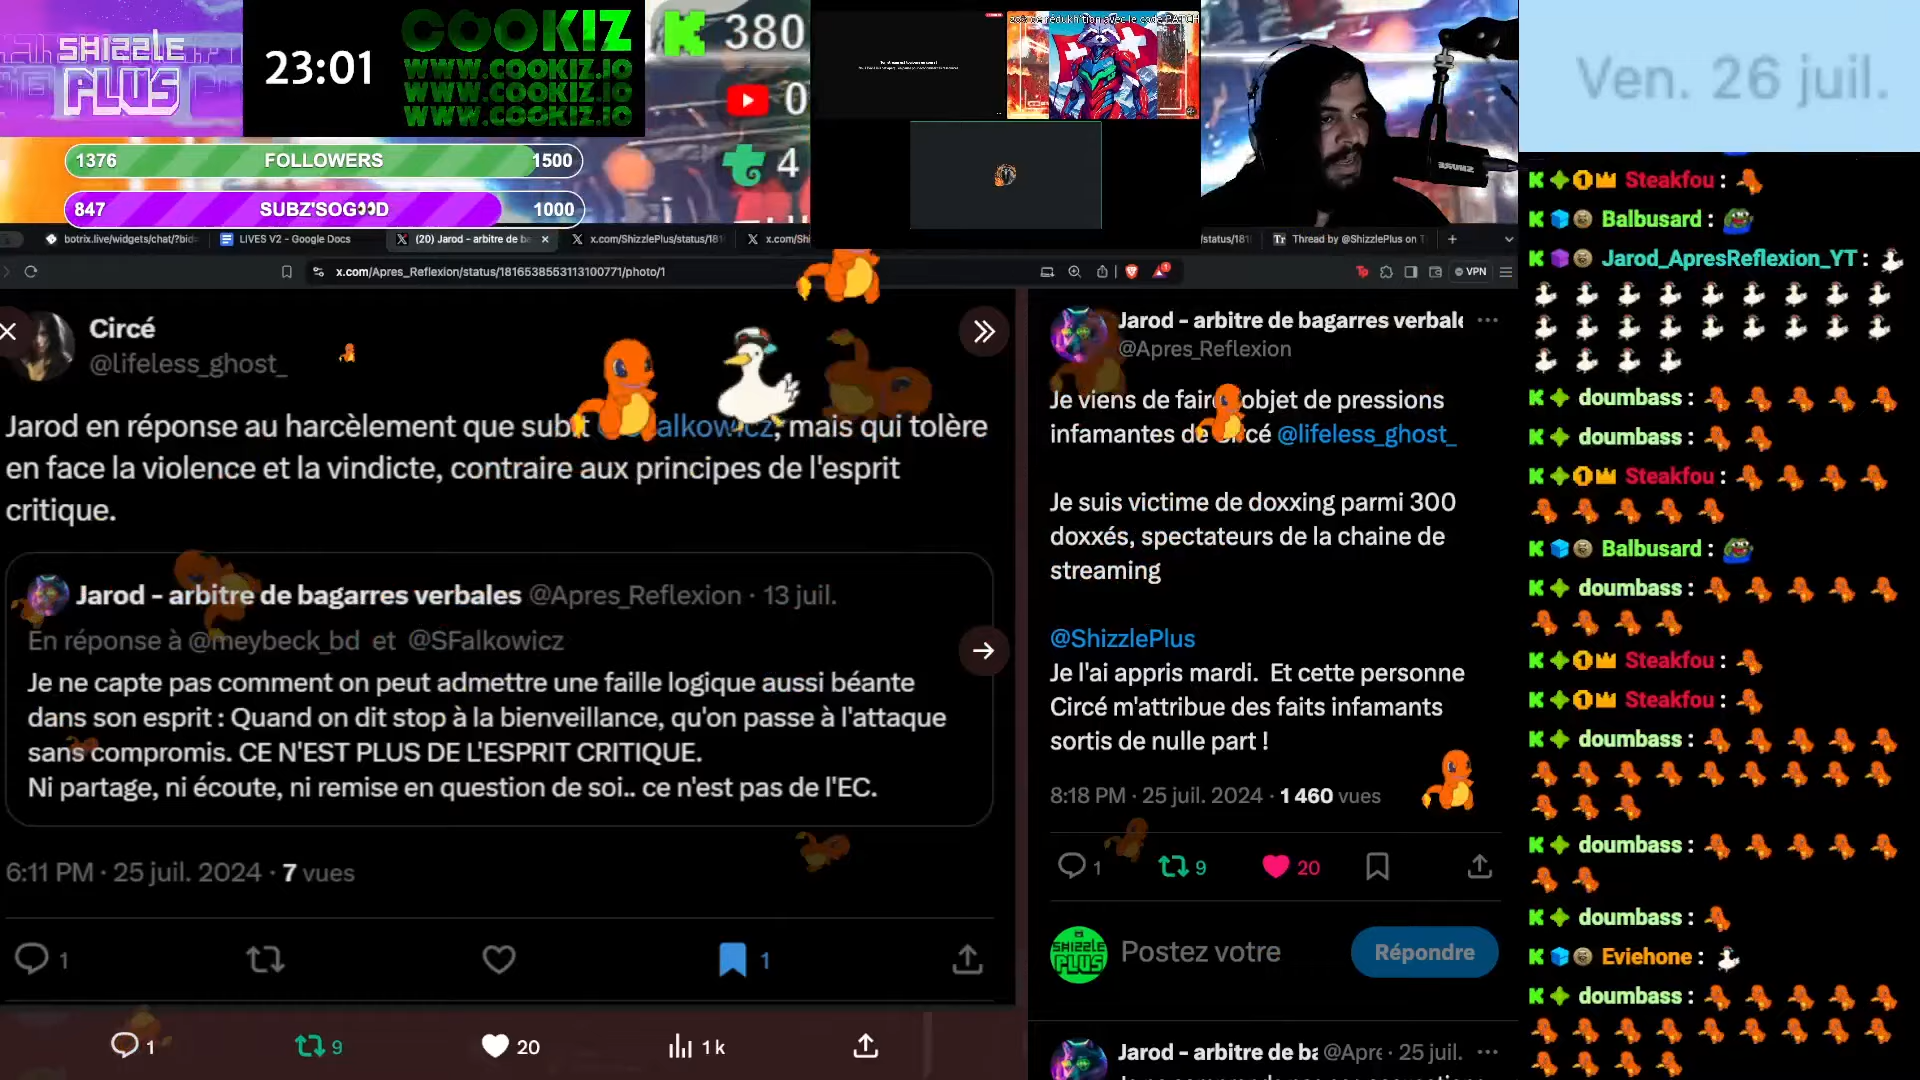 SHIZZLE
PLUS
23:01
COOKIZ
WWW.COOKIZ.IO
WWW.COOKIZ.IO
WWW.COOKIZ.IO
380
0
4
1376 FOLLOWERS 1500
847 SUBZ'SOG👀D 1000
Ven. 26 juil.
botrix.live/widgets/chat/?bid
LIVES V2 - Google Docs
(20) Jarod - arbitre de ba
x.com/ShizzlePlus/status/181
x.com/Sh
status/181
Thread by @ShizzlePlus on T
x.com/Apres_Reflexion/status/1816538553113100771/photo/1
VPN
Circé
@lifeless_ghost_
Jarod en réponse au harcèlement que subit alkowicz, mais qui tolère
en face la violence et la vindicte, contraire aux principes de l'esprit
critique.
Jarod - arbitre de bagarres verbales @Apres_Reflexion · 13 juil.
En réponse à @meybeck_bd et @SFalkowicz
Je ne capte pas comment on peut admettre une faille logique aussi béante
dans son esprit : Quand on dit stop à la bienveillance, qu'on passe à l'attaque
sans compromis. CE N'EST PLUS DE L'ESPRIT CRITIQUE.
Ni partage, ni écoute, ni remise en question de soi.. ce n'est pas de l'EC.
6:11 PM · 25 juil. 2024 · 7 vues
1
1
1
9
20
1 k
Jarod - arbitre de bagarres verbale
@Apres_Reflexion
Je viens de faire objet de pressions
infamantes de Circé @lifeless_ghost_
Je suis victime de doxxing parmi 300
doxxés, spectateurs de la chaine de
streaming
@ShizzlePlus
Je l'ai appris mardi. Et cette personne
Circé m'attribue des faits infamants
sortis de nulle part !
8:18 PM · 25 juil. 2024 · 1 460 vues
1
9
20
SHIZZLE
PLUS
Postez votre
Répondre
Jarod - arbitre de ba @Apre · 25 juil.
Steakfou :
Balbusard :
Jarod_ApresReflexion_YT :
doumbass :
doumbass :
Steakfou :
Balbusard :
doumbass :
Steakfou :
Steakfou :
doumbass :
doumbass :
doumbass :
Eviehone :
doumbass :